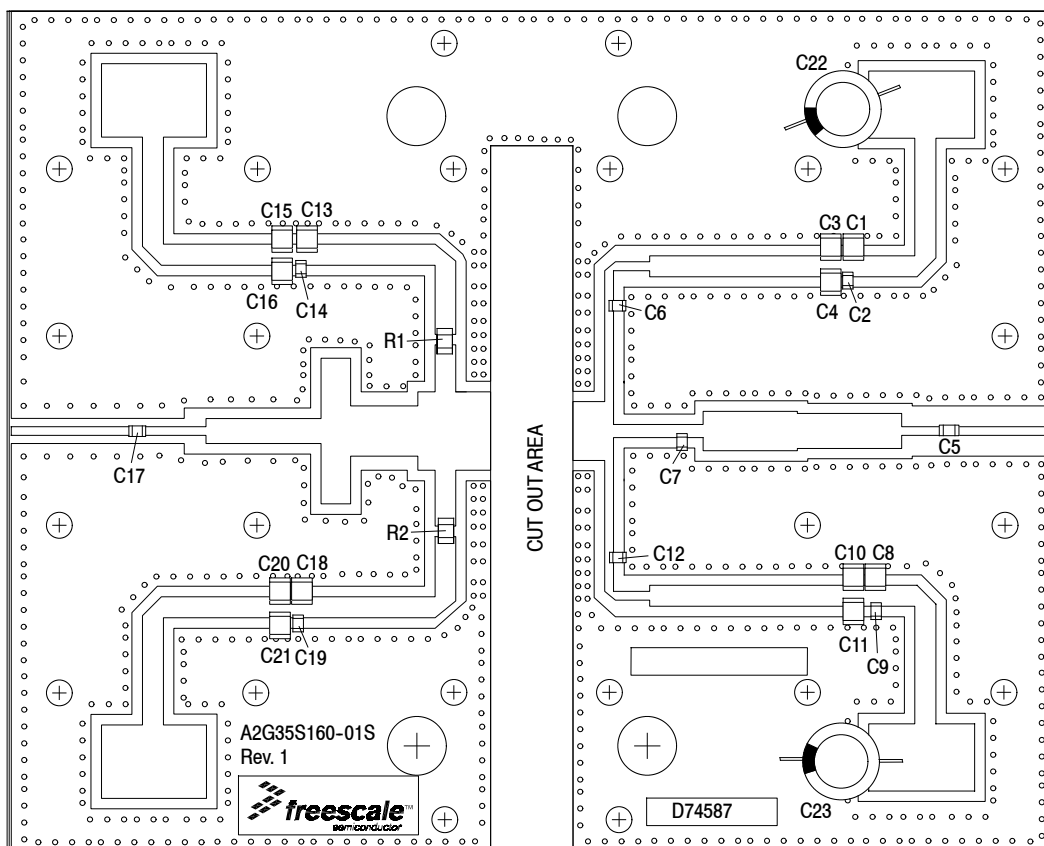 C22
C15 C13
C3 C1
C16
C14
C4
C2
C6
R1
C17
C7
C5
CUT OUT AREA
R2
C12
C20 C18
C10 C8
C21
C19
C11
C9
A2G35S160-01S
Rev. 1
freescale™
semiconductor
D74587
C23